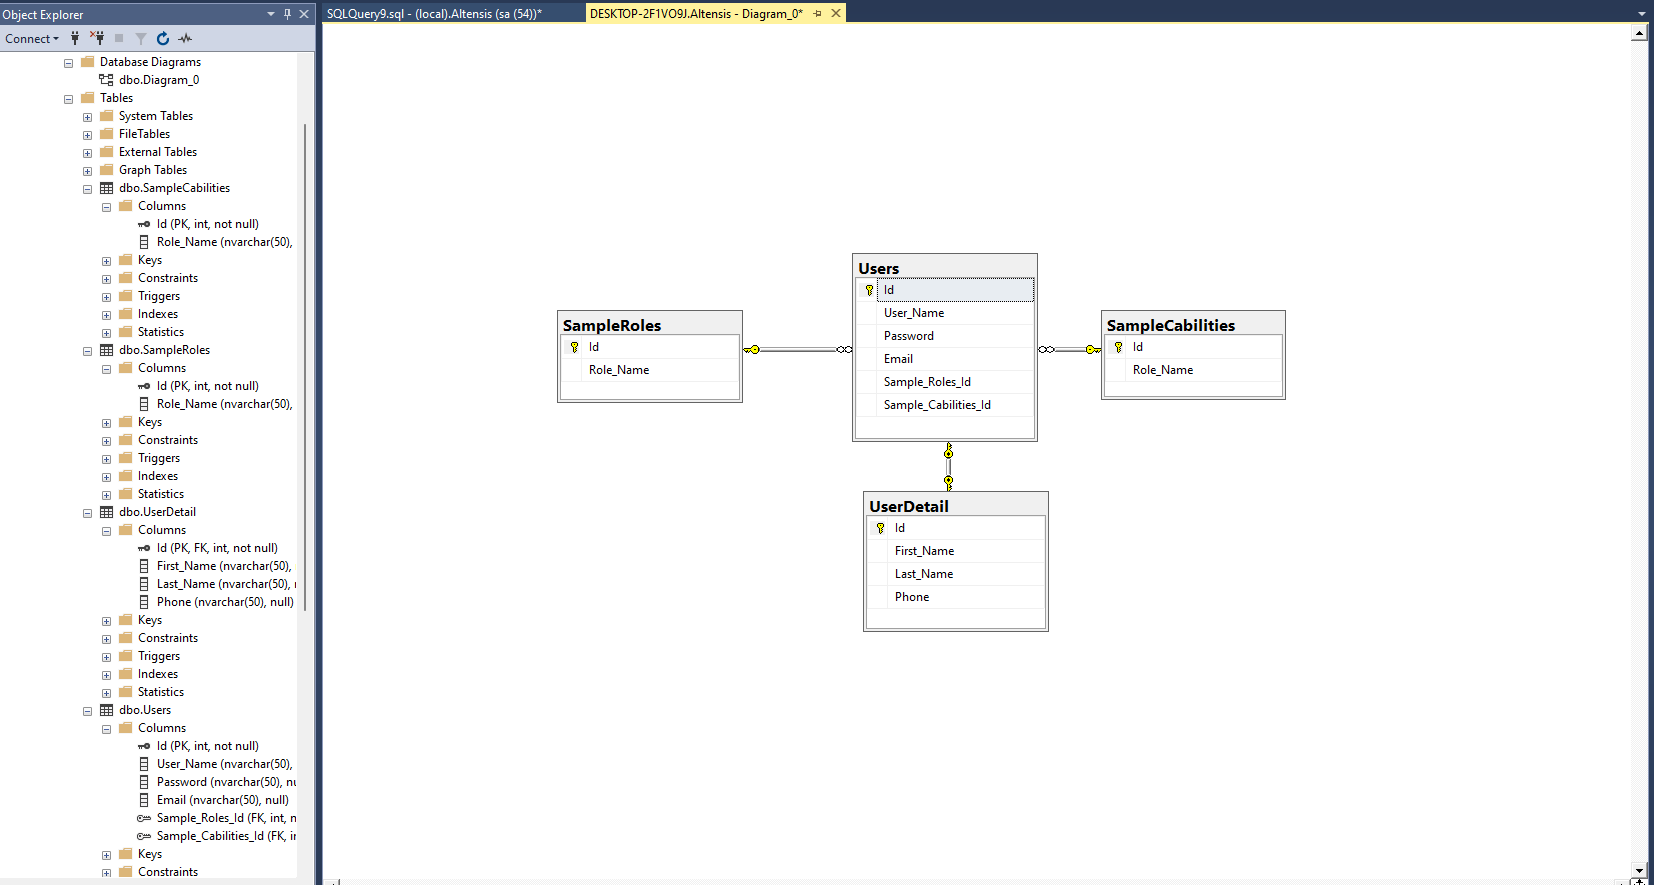 Object Explorer
Connect
Database Diagrams
dbo.Diagram_0
Tables
System Tables
FileTables
External Tables
Graph Tables
dbo.SampleCabilities
Columns
Id (PK, int, not null)
Role_Name (nvarchar(50),
Keys
Constraints
Triggers
Indexes
Statistics
dbo.SampleRoles
Columns
Id (PK, int, not null)
Role_Name (nvarchar(50),
Keys
Constraints
Triggers
Indexes
Statistics
dbo.UserDetail
Columns
Id (PK, FK, int, not null)
First_Name (nvarchar(50),
Last_Name (nvarchar(50),
Phone (nvarchar(50), null)
Keys
Constraints
Triggers
Indexes
Statistics
dbo.Users
Columns
Id (PK, int, not null)
User_Name (nvarchar(50),
Password (nvarchar(50), nu
Email (nvarchar(50), null)
Sample_Roles_Id (FK, int, n
Sample_Cabilities_Id (FK, in
Keys
Constraints
SQLQuery9.sql - (local).Altensis (sa (54))*
DESKTOP-2F1VO9J.Altensis - Diagram_0*
SampleRoles
Id
Role_Name
Users
Id
User_Name
Password
Email
Sample_Roles_Id
Sample_Cabilities_Id
SampleCabilities
Id
Role_Name
UserDetail
Id
First_Name
Last_Name
Phone